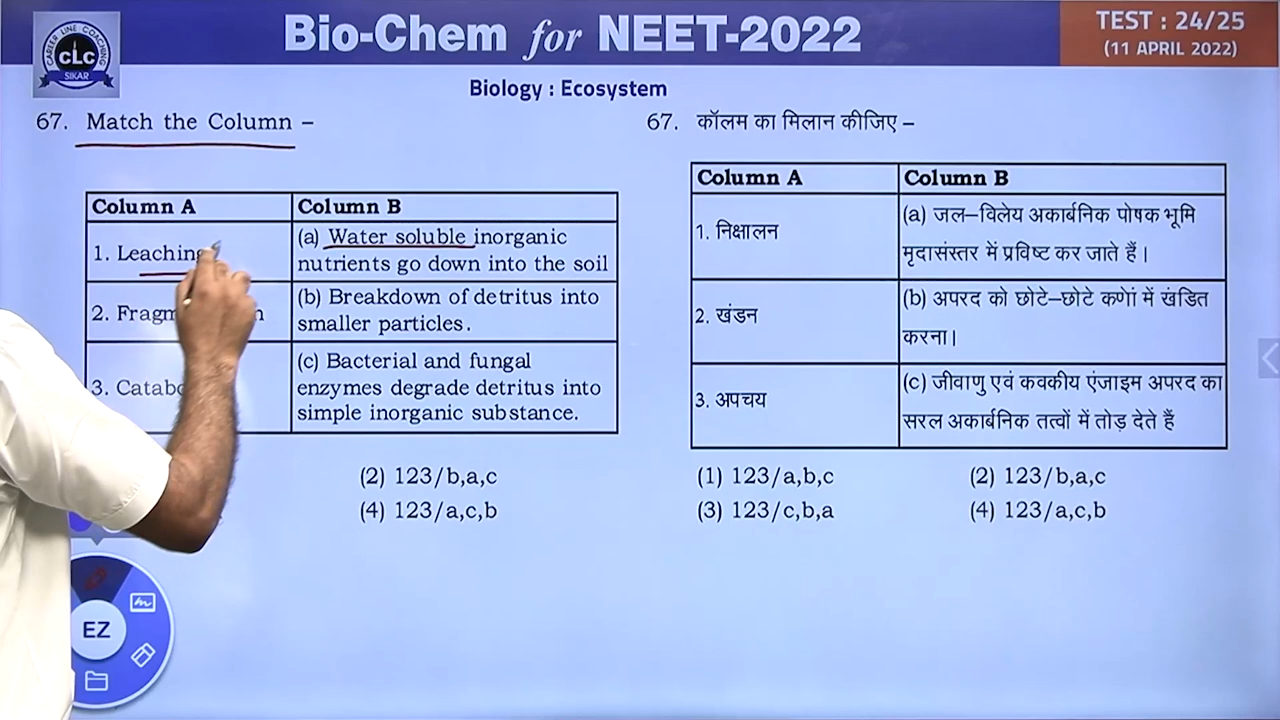 Bio-Chem for NEET-2022
TEST : 24/25
(11 APRIL 2022)
CAREER LINE COACHING
CLC
SIKAR
Biology : Ecosystem
67. Match the Column –
Column A
Column B
1. Leaching
(a) Water soluble inorganic
nutrients go down into the soil
2.
(b) Breakdown of detritus into
smaller particles.
3.
(c) Bacterial and fungal
enzymes degrade detritus into
simple inorganic substance.
(2) 123/b,a,c
(4) 123/a,c,b
67. कॉलम का मिलान कीजिए –
Column A
Column B
1. निक्षालन
(a) जल–विलेय अकार्बनिक पोषक भूमि
मृदासंस्तर में प्रविष्ट कर जाते हैं।
2. खंडन
(b) अपरद को छोटे–छोटे कणेां में खंडित
करना।
3. अपचय
(c) जीवाणु एवं कवकीय एंजाइम अपरद का
सरल अकार्बनिक तत्वों में तोड़ देते हैं
(1) 123/a,b,c
(2) 123/b,a,c
(3) 123/c,b,a
(4) 123/a,c,b
EZ